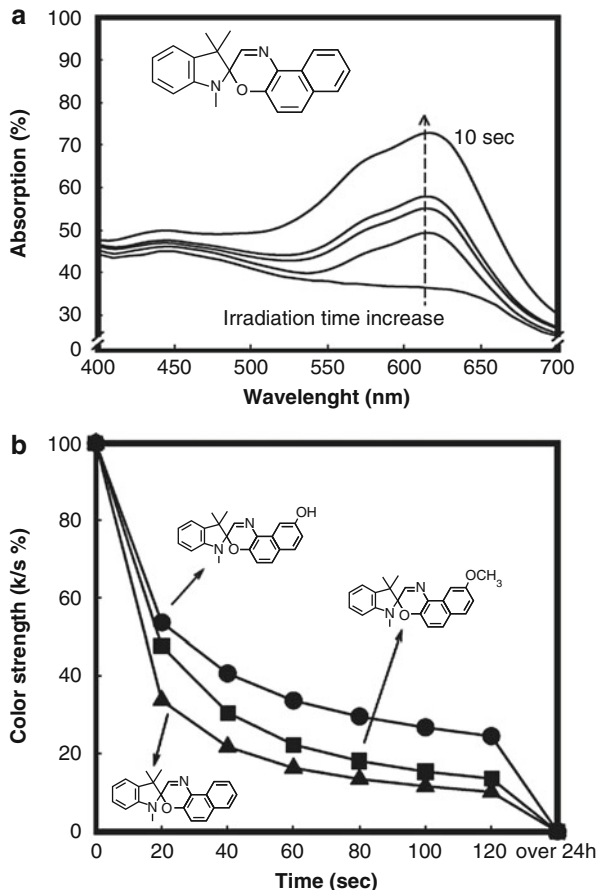 a
100
90
80
70
60
50
40
30
0
Absorption (%)
N
N
O
10 sec
Irradiation time increase
400
450
500
550
600
650
700
Wavelenght (nm)
b
100
80
60
40
20
0
Color strength (k/s %)
N
N
O
OH
N
N
O
OCH3
N
N
O
0
20
40
60
80
100
120
over 24h
Time (sec)